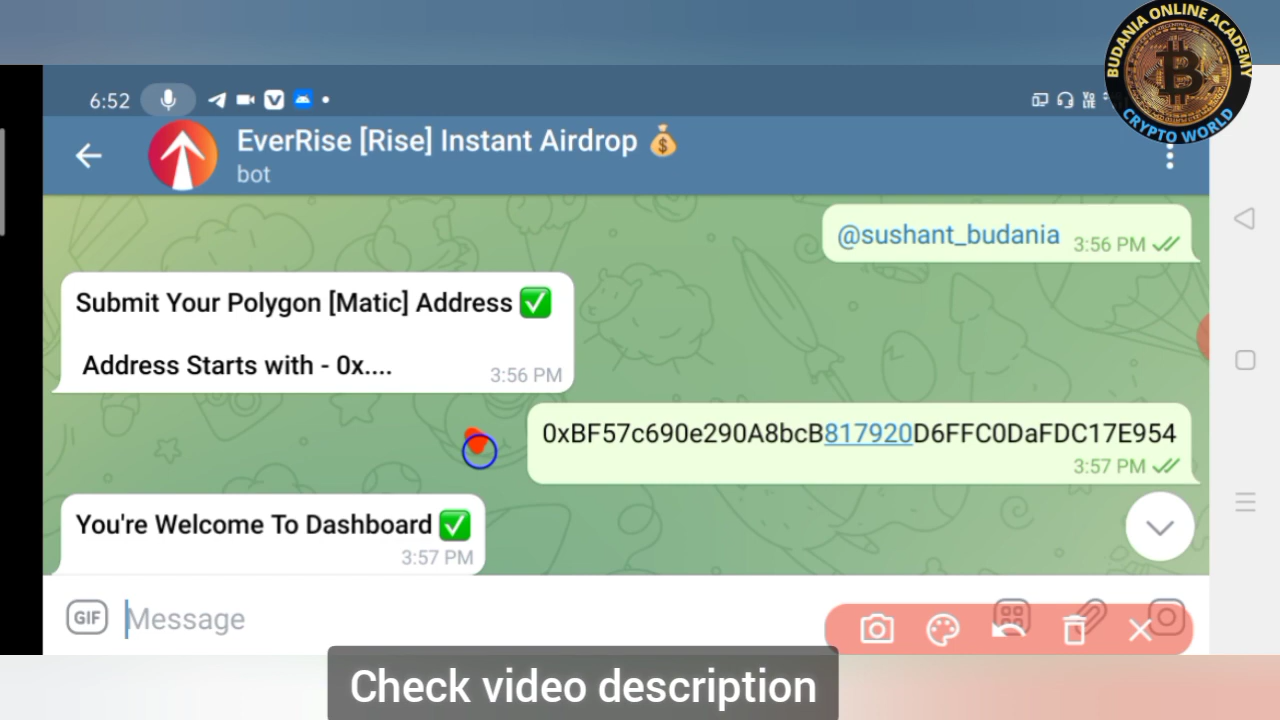 BUDANIA ONLINE ACADEMY
CRYPTO WORLD
6:52
EverRise [Rise] Instant Airdrop 💰
bot
@sushant_budania 3:56 PM
Submit Your Polygon [Matic] Address ✅
Address Starts with - 0x....
3:56 PM
0xBF57c690e290A8bcB817920D6FFC0DaFDC17E954
3:57 PM
You're Welcome To Dashboard ✅
3:57 PM
GIF Message
Check video description